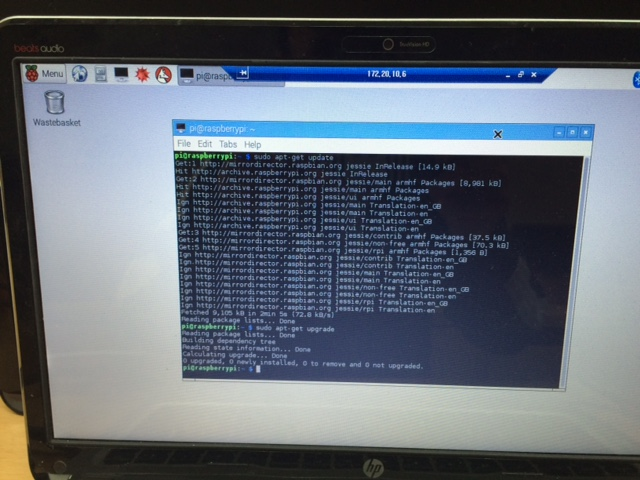 beats audio
TrueVision HD
Menu
pi@raspb
172.20.10.6
Wastebasket
pi@raspberrypi: ~
File Edit Tabs Help
pi@raspberrypi:~ $ sudo apt-get update
Get:1 http://mirrordirector.raspbian.org jessie InRelease [14.9 kB]
Hit http://archive.raspberrypi.org jessie InRelease
Get:2 http://mirrordirector.raspbian.org jessie/main armhf Packages [8,981 kB]
Hit http://archive.raspberrypi.org jessie/main armhf Packages
Hit http://archive.raspberrypi.org jessie/ui armhf Packages
Ign http://archive.raspberrypi.org jessie/main Translation-en_GB
Ign http://archive.raspberrypi.org jessie/main Translation-en
Ign http://archive.raspberrypi.org jessie/ui Translation-en_GB
Ign http://archive.raspberrypi.org jessie/ui Translation-en
Get:3 http://mirrordirector.raspbian.org jessie/contrib armhf Packages [37.5 kB]
Get:4 http://mirrordirector.raspbian.org jessie/non-free armhf Packages [70.3 kB]
Get:5 http://mirrordirector.raspbian.org jessie/rpi armhf Packages [1,356 B]
Ign http://mirrordirector.raspbian.org jessie/contrib Translation-en_GB
Ign http://mirrordirector.raspbian.org jessie/contrib Translation-en
Ign http://mirrordirector.raspbian.org jessie/main Translation-en_GB
Ign http://mirrordirector.raspbian.org jessie/main Translation-en
Ign http://mirrordirector.raspbian.org jessie/non-free Translation-en_GB
Ign http://mirrordirector.raspbian.org jessie/non-free Translation-en
Ign http://mirrordirector.raspbian.org jessie/rpi Translation-en_GB
Ign http://mirrordirector.raspbian.org jessie/rpi Translation-en
Fetched 9,105 kB in 2min 5s (72.8 kB/s)
Reading package lists... Done
pi@raspberrypi:~ $ sudo apt-get upgrade
Reading package lists... Done
Building dependency tree
Reading state information... Done
Calculating upgrade... Done
0 upgraded, 0 newly installed, 0 to remove and 0 not upgraded.
pi@raspberrypi:~ $
hp